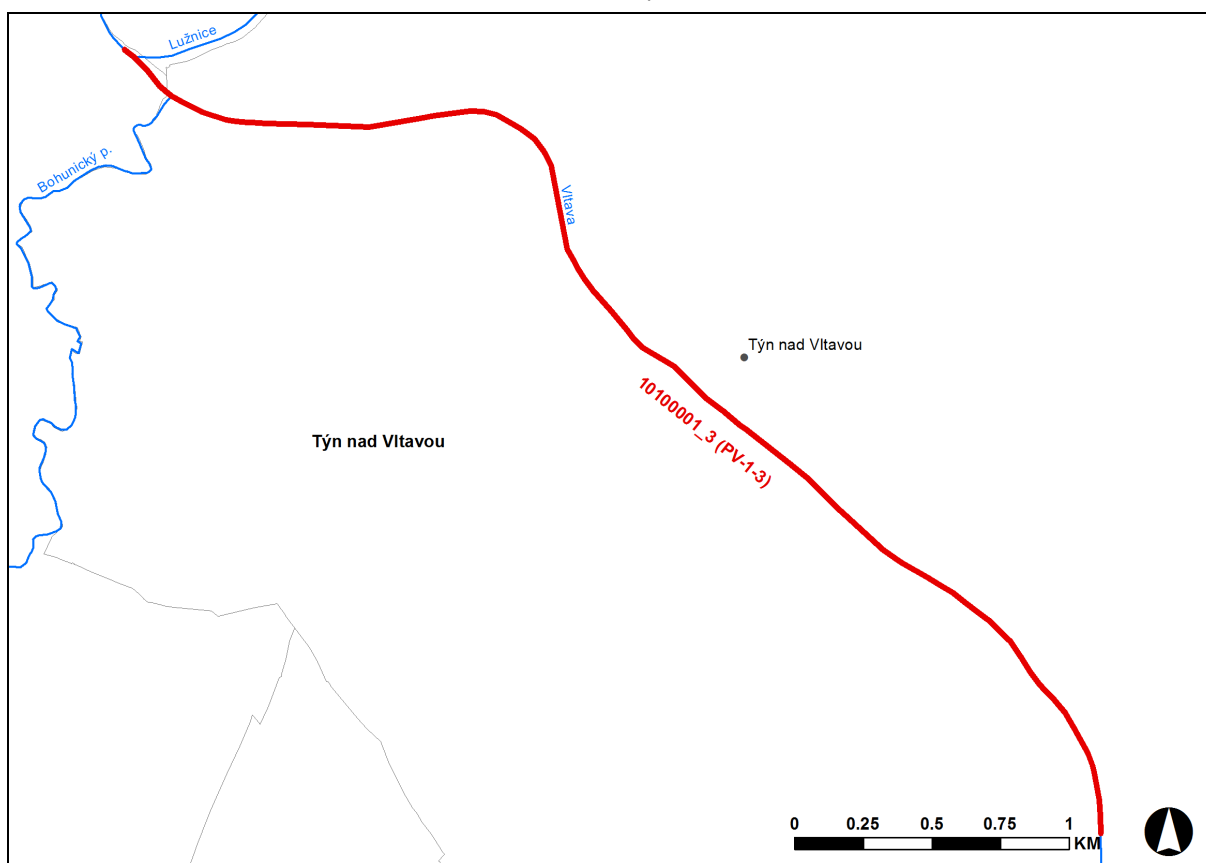 Lužnice
Bohunický p.
Vltava
Týn nad Vltavou
10100001_3 (PV-1-3)
Týn nad Vltavou
0 0.25 0.5 0.75 1
KM